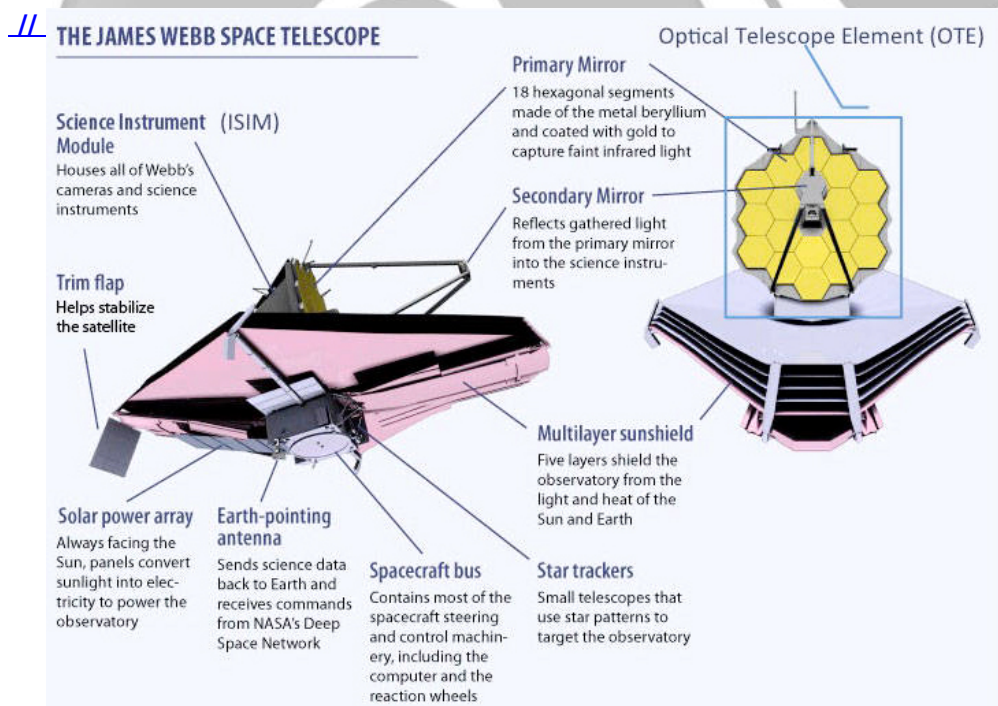 //
THE JAMES WEBB SPACE TELESCOPE
Optical Telescope Element (OTE)
Primary Mirror
18 hexagonal segments
made of the metal beryllium
and coated with gold to
capture faint infrared light
Science Instrument (ISIM)
Module
Houses all of Webb's
cameras and science
instruments
Secondary Mirror
Reflects gathered light
from the primary mirror
into the science instru-
ments
Trim flap
Helps stabilize
the satellite
Multilayer sunshield
Five layers shield the
observatory from the
light and heat of the
Sun and Earth
Solar power array
Always facing the
Sun, panels convert
sunlight into elec-
tricity to power the
observatory
Earth-pointing
antenna
Sends science data
back to Earth and
receives commands
from NASA's Deep
Space Network
Spacecraft bus
Contains most of the
spacecraft steering
and control machin-
ery, including the
computer and the
reaction wheels
Star trackers
Small telescopes that
use star patterns to
target the observatory